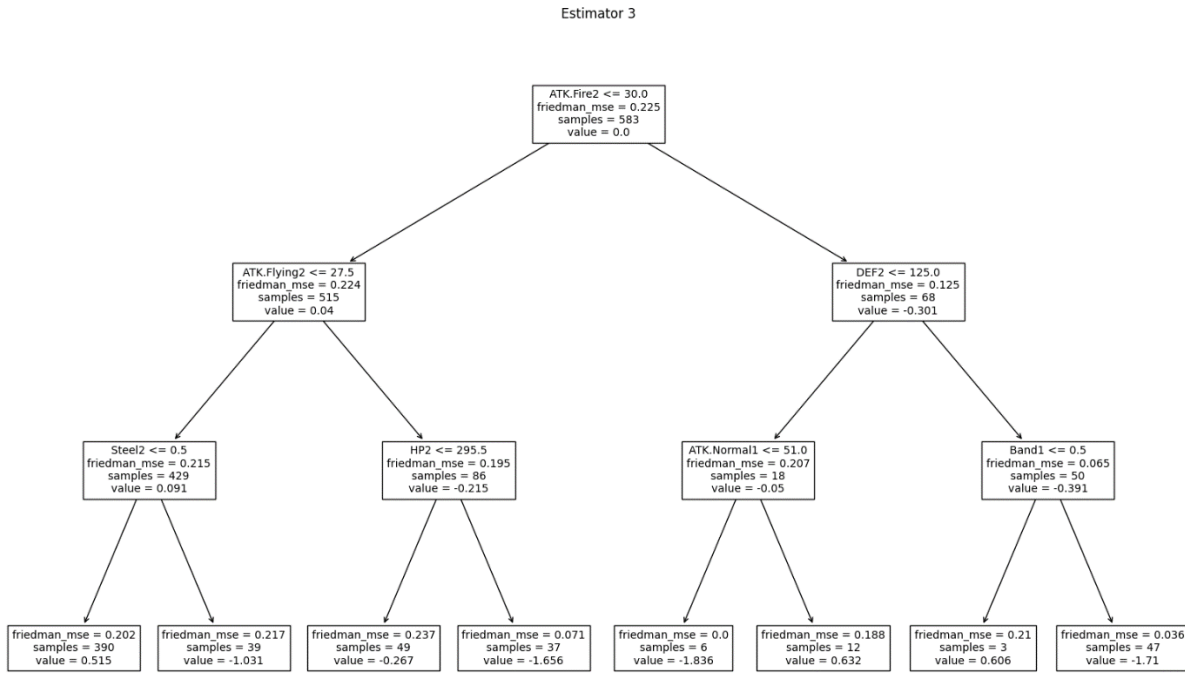 Estimator 3
ATK.Fire2 <= 30.0
friedman_mse = 0.225
samples = 583
value = 0.0
ATK.Flying2 <= 27.5
friedman_mse = 0.224
samples = 515
value = 0.04
DEF2 <= 125.0
friedman_mse = 0.125
samples = 68
value = -0.301
Steel2 <= 0.5
friedman_mse = 0.215
samples = 429
value = 0.091
HP2 <= 295.5
friedman_mse = 0.195
samples = 86
value = -0.215
ATK.Normal1 <= 51.0
friedman_mse = 0.207
samples = 18
value = -0.05
Band1 <= 0.5
friedman_mse = 0.065
samples = 50
value = -0.391
friedman_mse = 0.202
samples = 390
value = 0.515
friedman_mse = 0.217
samples = 39
value = -1.031
friedman_mse = 0.237
samples = 49
value = -0.267
friedman_mse = 0.071
samples = 37
value = -1.656
friedman_mse = 0.0
samples = 6
value = -1.836
friedman_mse = 0.188
samples = 12
value = 0.632
friedman_mse = 0.21
samples = 3
value = 0.606
friedman_mse = 0.036
samples = 47
value = -1.71